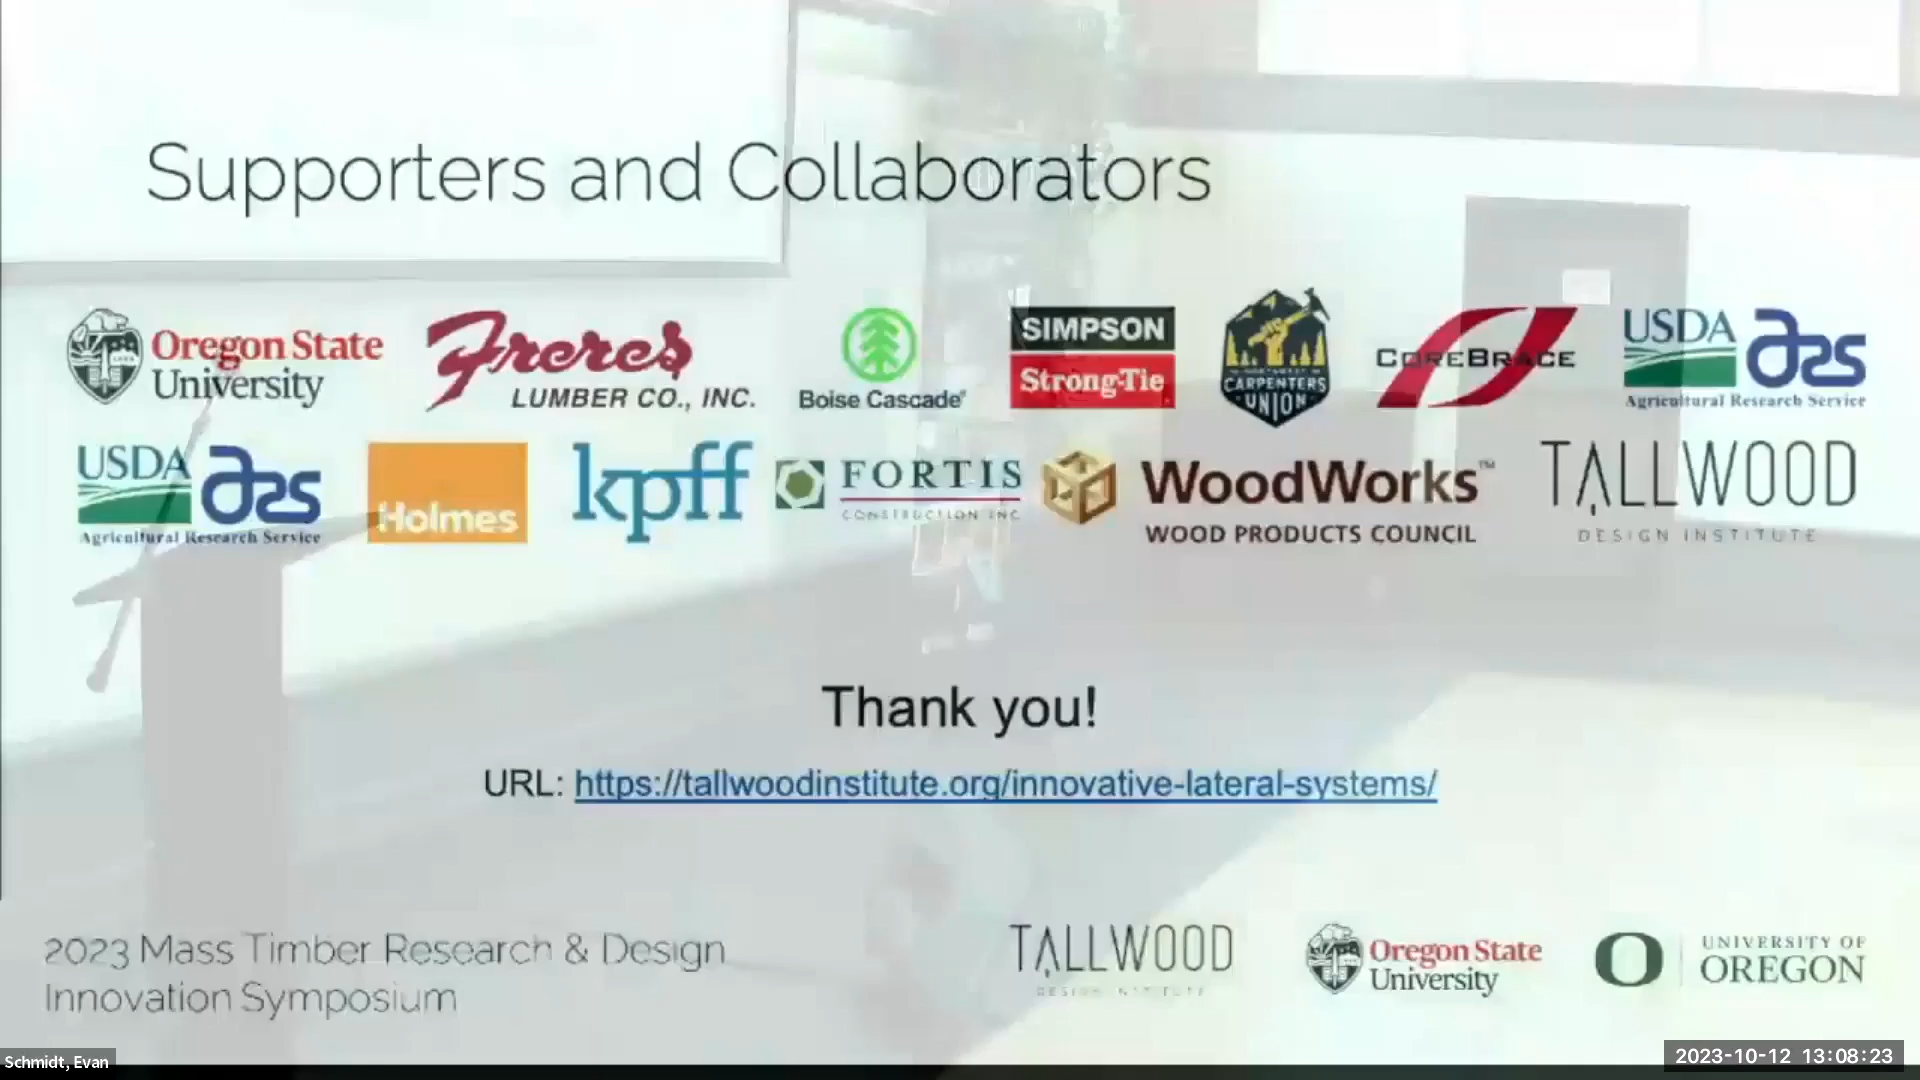 Supporters and Collaborators
Oregon State
University
Freres
LUMBER CO., INC.
Boise Cascade®
SIMPSON
Strong-Tie
CARPENTERS
UNION
COREBRACE
USDA ars
Agricultural Research Service
USDA ars
Agricultural Research Service
Holmes
kpff
FORTIS
CONSTRUCTION INC
WoodWorks™
WOOD PRODUCTS COUNCIL
TALLWOOD
DESIGN INSTITUTE
Thank you!
URL: https://tallwoodinstitute.org/innovative-lateral-systems/
2023 Mass Timber Research & Design
Innovation Symposium
TALLWOOD
DESIGN INSTITUTE
Oregon State
University
O
UNIVERSITY OF
OREGON
Schmidt, Evan
2023-10-12 13:08:23